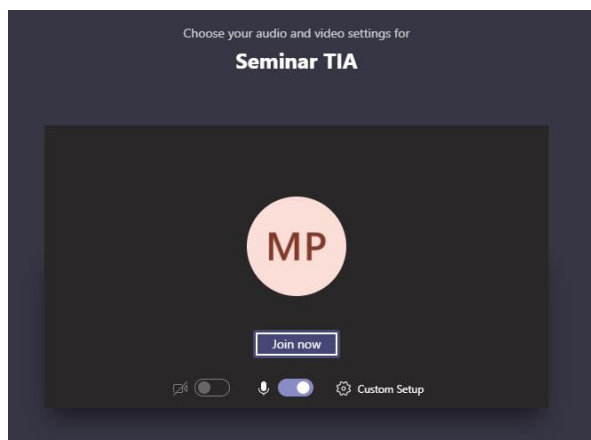 Choose your audio and video settings for
Seminar TIA
MP
Join now
Custom Setup